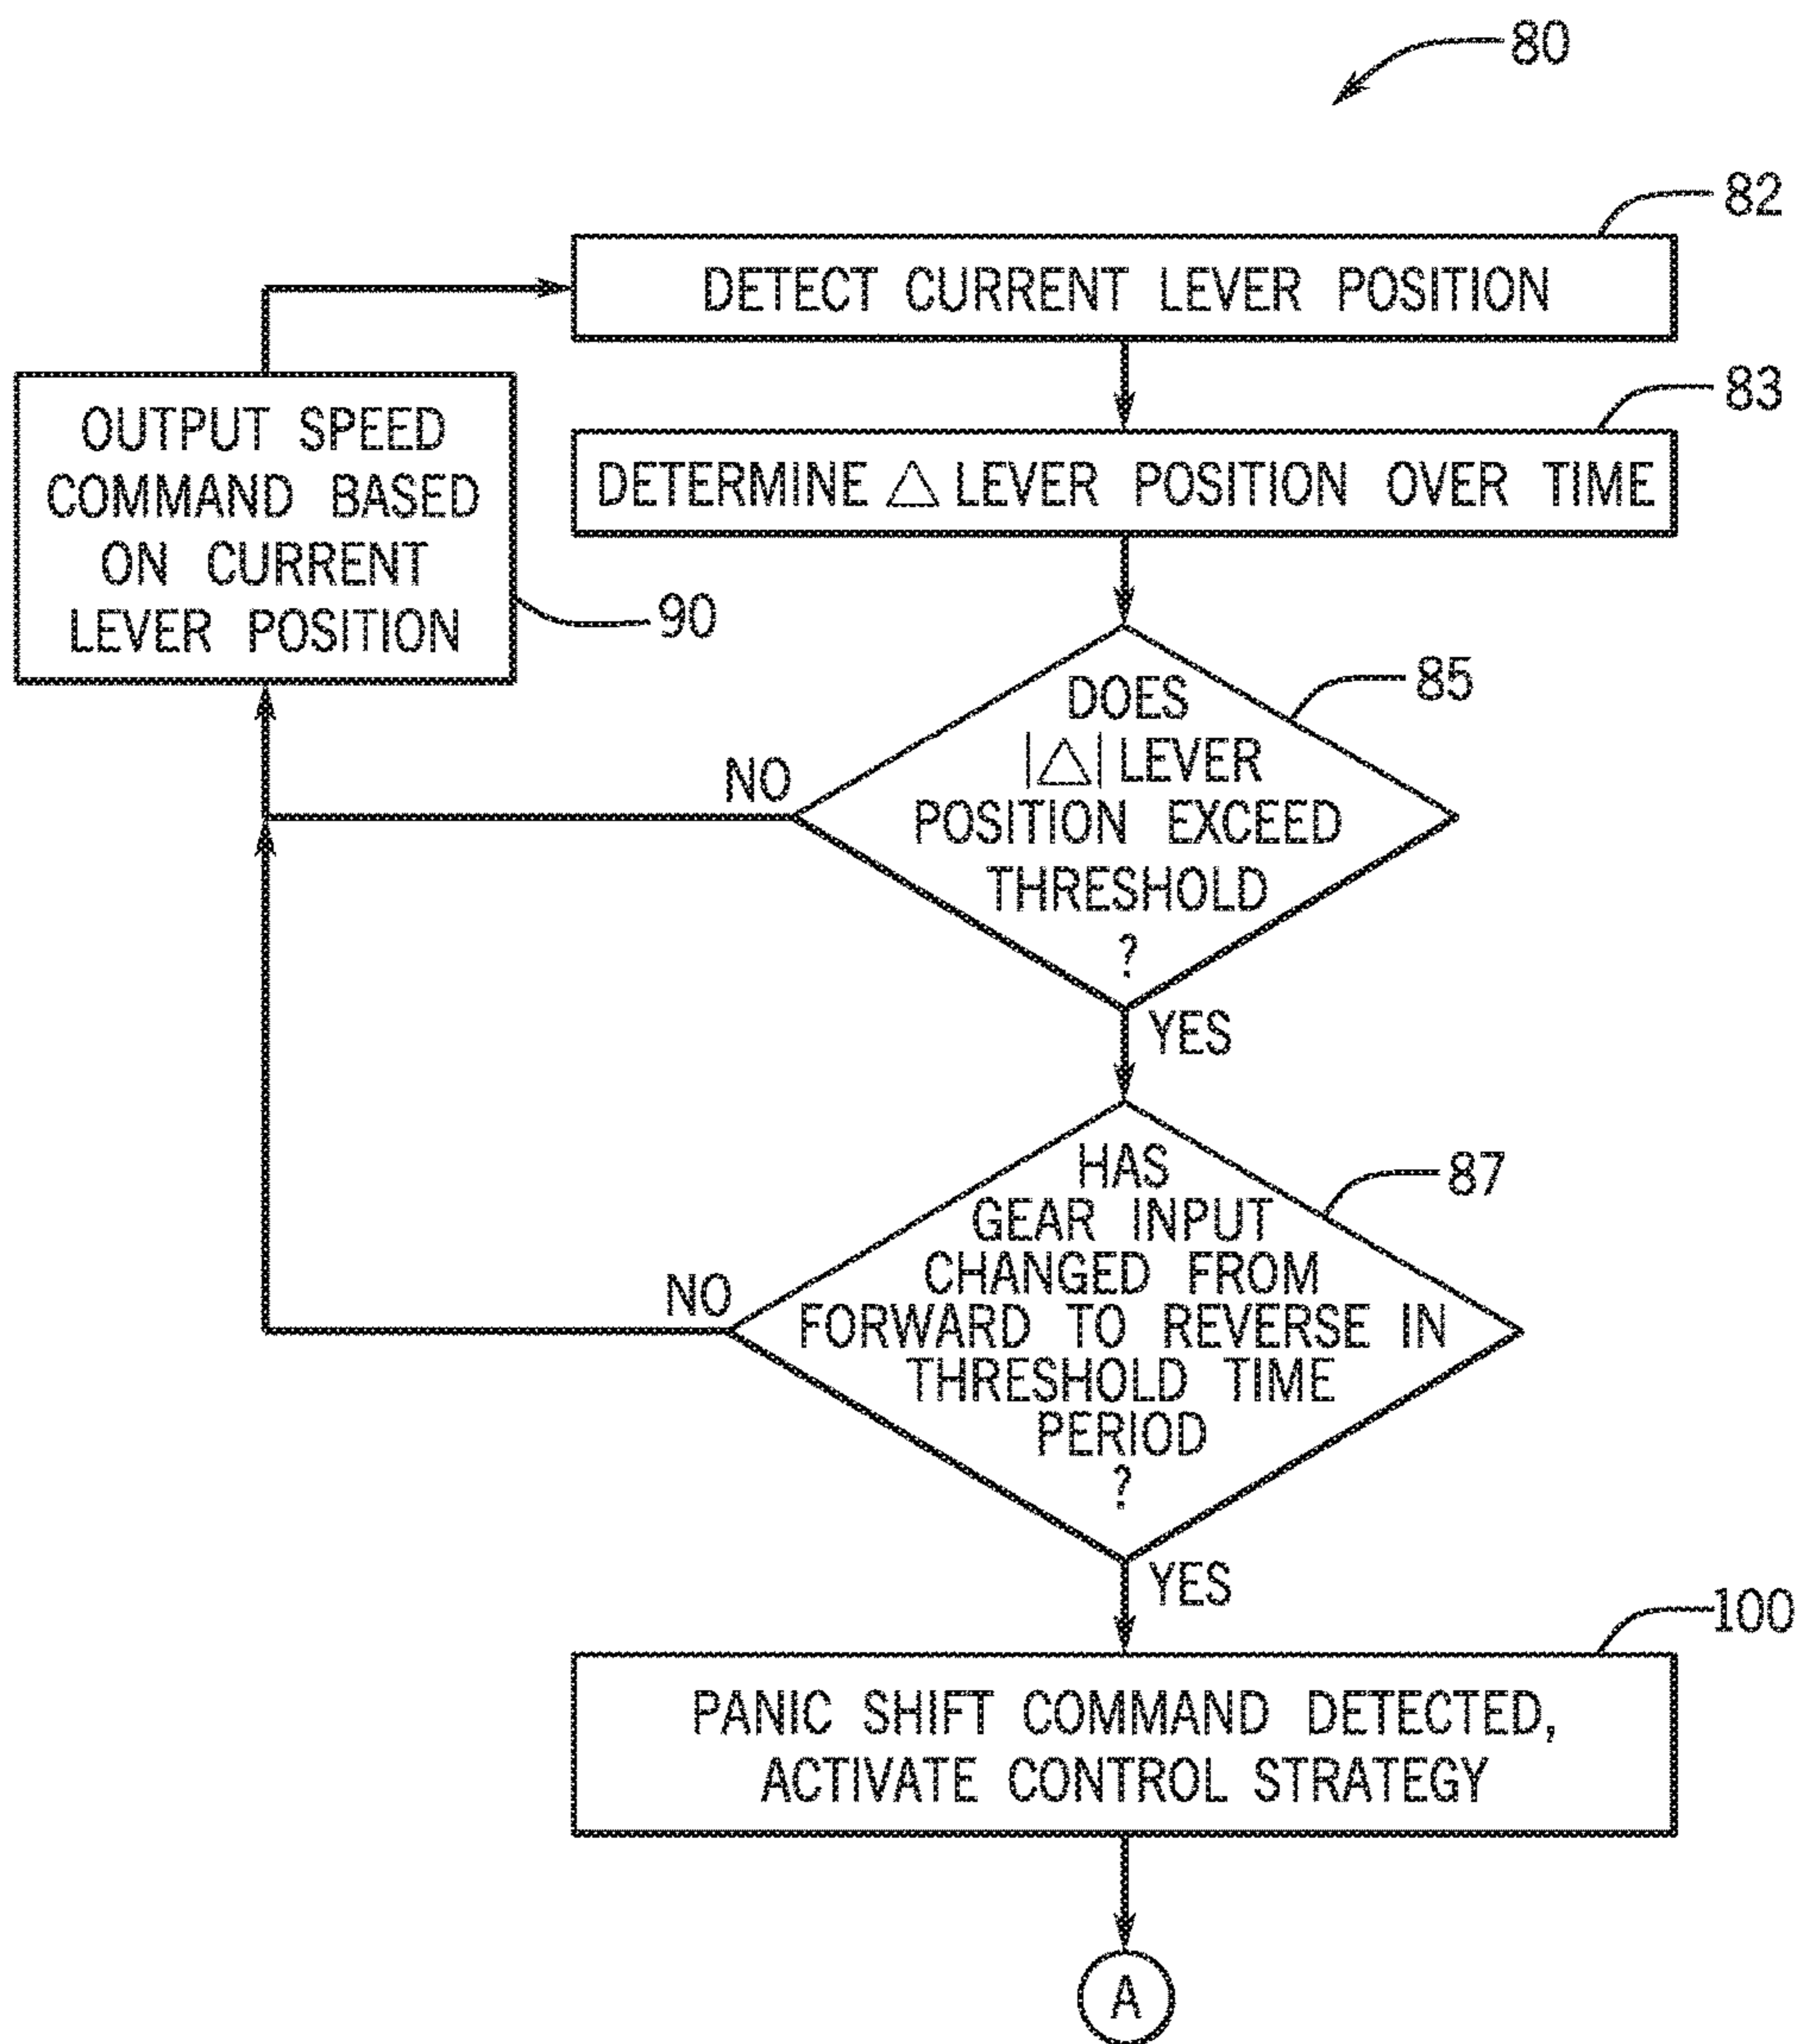 80
82
DETECT CURRENT LEVER POSITION
83
DETERMINE △ LEVER POSITION OVER TIME
OUTPUT SPEED
COMMAND BASED
ON CURRENT
LEVER POSITION
90
85
DOES
|△| LEVER
POSITION EXCEED
THRESHOLD
?
NO
YES
87
HAS
GEAR INPUT
CHANGED FROM
FORWARD TO REVERSE IN
THRESHOLD TIME
PERIOD
?
NO
YES
100
PANIC SHIFT COMMAND DETECTED,
ACTIVATE CONTROL STRATEGY
A